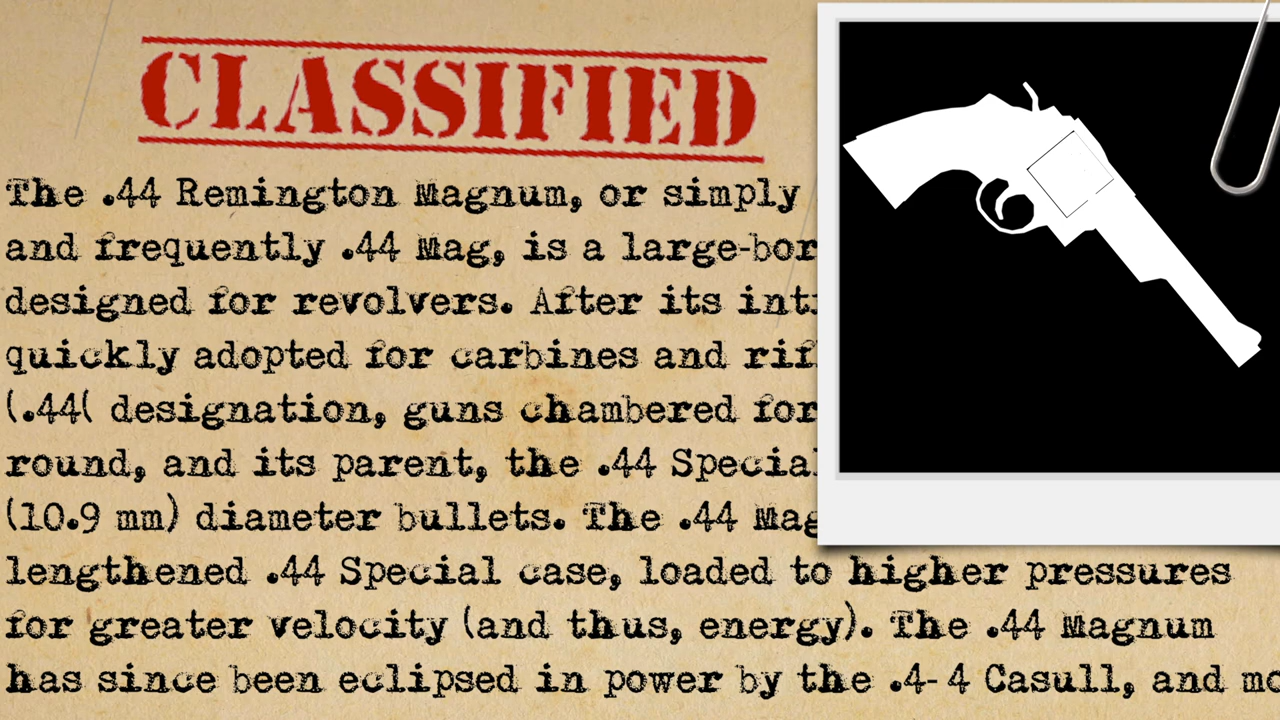 CLASSIFIED
The .44 Remington Magnum, or simply
and frequently .44 Mag, is a large-bor
designed for revolvers. After its int
quickly adopted for carbines and rif
(.44( designation, guns chambered for
round, and its parent, the .44 Special
(10.9 mm) diameter bullets. The .44 Mag
lengthened .44 Special case, loaded to higher pressures
for greater velocity (and thus, energy). The .44 Magnum
has since been eclipsed in power by the .4-4 Casull, and mo